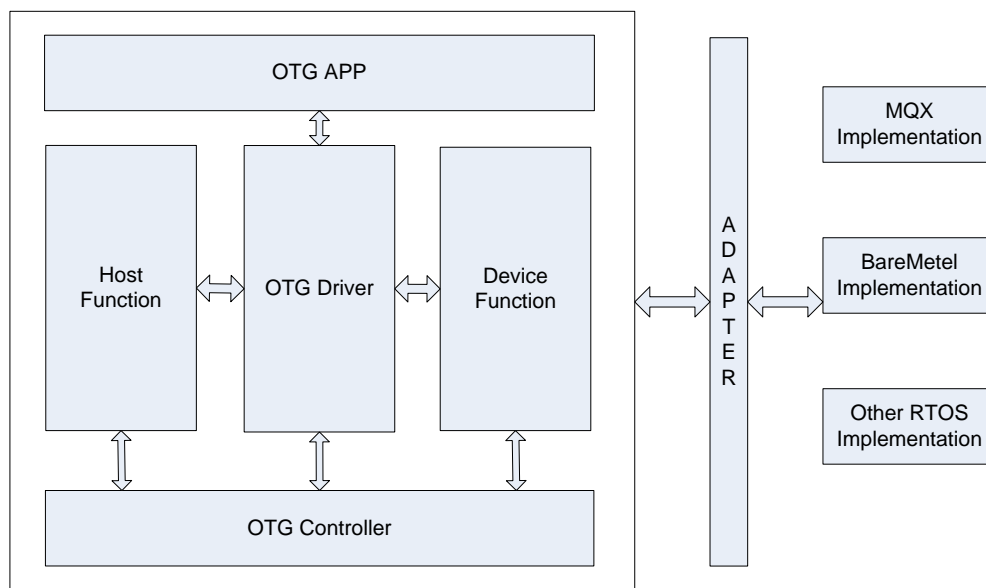 OTG APP
Host
Function
OTG Driver
Device
Function
OTG Controller
A
D
A
P
T
E
R
MQX
Implementation
BareMetel
Implementation
Other RTOS
Implementation